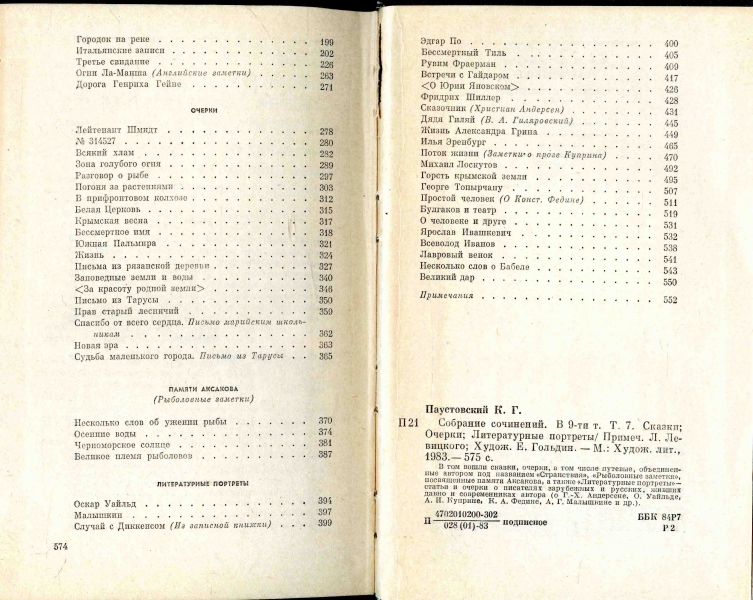 Городок на реке . . . . . . . . . . . . 199
Итальянские записи . . . . . . . . . . . . 202
Третье свидание . . . . . . . . . . . . 226
Огни Ла-Манша (Английские заметки) . . . . . . 263
Дорога Генриха Гейне . . . . . . . . . . . 271
ОЧЕРКИ
Лейтенант Шмидт . . . . . . . . . . . . 278
№ 314527 . . . . . . . . . . . . 280
Всякий хлам . . . . . . . . . . . . 282
Зона голубого огня . . . . . . . . . . . . 289
Разговор о рыбе . . . . . . . . . . . . 297
Погоня за растениями . . . . . . . . . . . 303
В прифронтовом колхозе . . . . . . . . . . 312
Белая Церковь . . . . . . . . . . . . 315
Крымская весна . . . . . . . . . . . . 317
Бессмертное имя . . . . . . . . . . . . 318
Южная Пальмира . . . . . . . . . . . . 321
Жизнь . . . . . . . . . . . . 324
Письма из рязанской деревни . . . . . . . . . 327
Заповедные земли и воды . . . . . . . . . . 340
<За красоту родной земли> . . . . . . . . . 346
Письмо из Тарусы . . . . . . . . . . . . 350
Прав старый лесничий . . . . . . . . . . . 359
Спасибо от всего сердца. Письмо марийским школь-
никам . . . . . . . . . . . . 362
Новая эра . . . . . . . . . . . . 363
Судьба маленького города. Письмо из Тарусы . . 365
ПАМЯТИ АКСАКОВА
(Рыболовные заметки)
Несколько слов об ужении рыбы . . . . . . . . 370
Осенние воды . . . . . . . . . . . . 374
Черноморское солнце . . . . . . . . . . . 381
Великое племя рыболовов . . . . . . . . . . 387
ЛИТЕРАТУРНЫЕ ПОРТРЕТЫ
Оскар Уайльд . . . . . . . . . . . . 394
Малышкин . . . . . . . . . . . . 397
Случай с Диккенсом (Из записной книжки) . . . 399
574
Эдгар По . . . . . . . . . . . . 400
Бессмертный Тиль . . . . . . . . . . . . 405
Рувим Фраерман . . . . . . . . . . . . 409
Встречи с Гайдаром . . . . . . . . . . . . 417
<О Юрии Яновском> . . . . . . . . . . . 426
Фридрих Шиллер . . . . . . . . . . . . 428
Сказочник (Христиан Андерсен) . . . . . . . . 431
Дядя Гиляй (В. А. Гиляровский) . . . . . . . . 445
Жизнь Александра Грина . . . . . . . . . . 449
Илья Эренбург . . . . . . . . . . . . 465
Поток жизни (Заметки о прозе Куприна) . . . . 470
Михаил Лоскутов . . . . . . . . . . . . 492
Горсть крымской земли . . . . . . . . . . . 495
Георге Топырчану . . . . . . . . . . . . 507
Простой человек (О Конст. Федине) . . . . . . 511
Булгаков и театр . . . . . . . . . . . . 519
О человеке и друге . . . . . . . . . . . . 531
Ярослав Ивашкевич . . . . . . . . . . . . 532
Всеволод Иванов . . . . . . . . . . . . 538
Лавровый венок . . . . . . . . . . . . 541
Несколько слов о Бабеле . . . . . . . . . . 543
Великий дар . . . . . . . . . . . . 550
Примечания . . . . . . . . . . . . 552
Паустовский К. Г.
П21 Собрание сочинений. В 9-ти т. Т. 7. Сказки;
Очерки; Литературные портреты/ Примеч. Л. Ле-
вицкого; Худож. Е. Гольдин. — М.: Худож. лит.,
1983.— 575 с.
В том вошли сказки, очерки, в том числе путевые, объединен-
ные автором под названием «Странствия», «Рыболовные заметки»,
посвященные памяти Аксакова, а также «Литературные портреты»—
статьи и очерки о писателях зарубежных и русских, живших
давно и современниках автора (о Г.-Х. Андерсене, О. Уайльде,
А. И. Куприне, К. А. Федине, А. Г. Малышкине и др.).
П 4702010200-302 / 028 (01)-83 подписное
ББК 84Р7
Р2